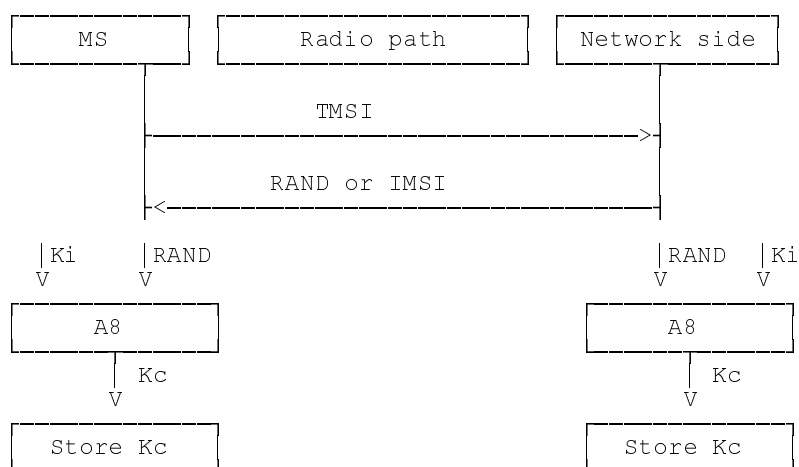 MS Radio path Network side
TMSI
RAND or IMSI
Ki RAND RAND Ki
A8 A8
Kc Kc
Store Kc Store Kc